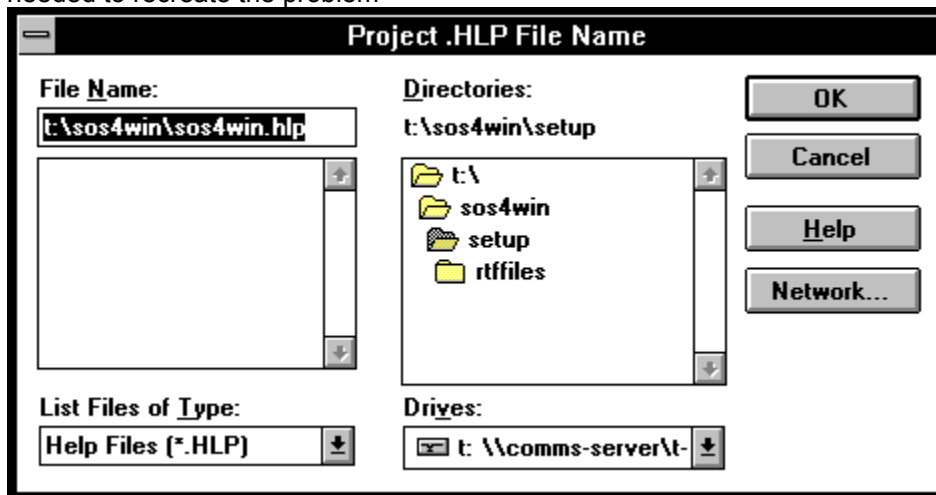 needed to recreate the problem
Project .HLP File Name
File Name:
t:\sos4win\sos4win.hlp
Directories:
t:\sos4win\setup
t:\
sos4win
setup
rtffiles
OK
Cancel
Help
Network...
List Files of Type:
Help Files (*.HLP)
Drives:
t: \\comms-server\t-